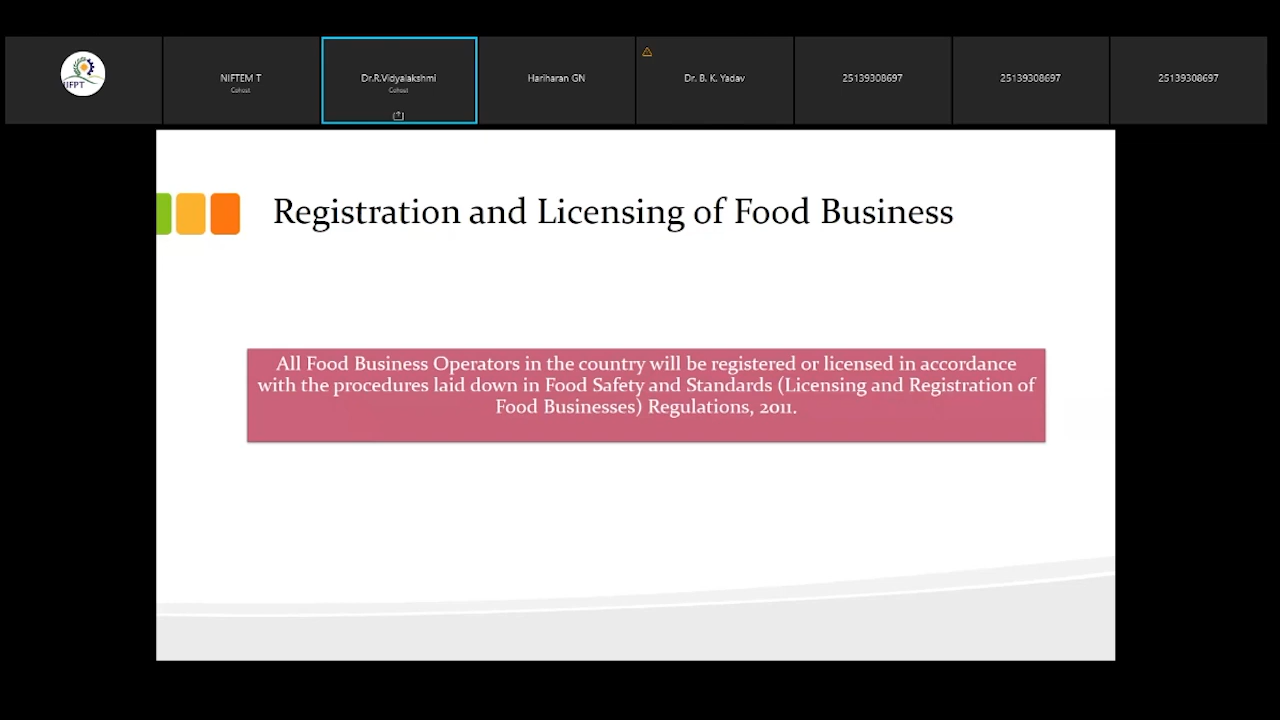 IIFPT
NIFTEM T
Cohost
Dr.R.Vidyalakshmi
Cohost
Hariharan GN
Dr. B. K. Yadav
25139308697
25139308697
25139308697
Registration and Licensing of Food Business
All Food Business Operators in the country will be registered or licensed in accordance
with the procedures laid down in Food Safety and Standards (Licensing and Registration of
Food Businesses) Regulations, 2011.